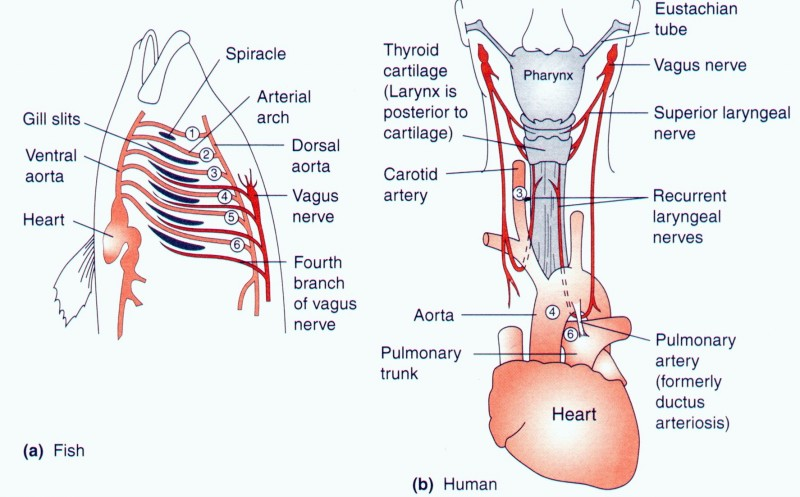 Spiracle
Arterial
arch
Gill slits
Ventral
aorta
Heart
Dorsal
aorta
Vagus
nerve
Fourth
branch
of vagus
nerve
1
2
3
4
5
6
(a) Fish
Eustachian
tube
Thyroid
cartilage
(Larynx is
posterior to
cartilage)
Pharynx
Vagus nerve
Superior laryngeal
nerve
Carotid
artery
3
Recurrent
laryngeal
nerves
Aorta
4
6
Pulmonary
trunk
Pulmonary
artery
(formerly
ductus
arteriosis)
Heart
(b) Human